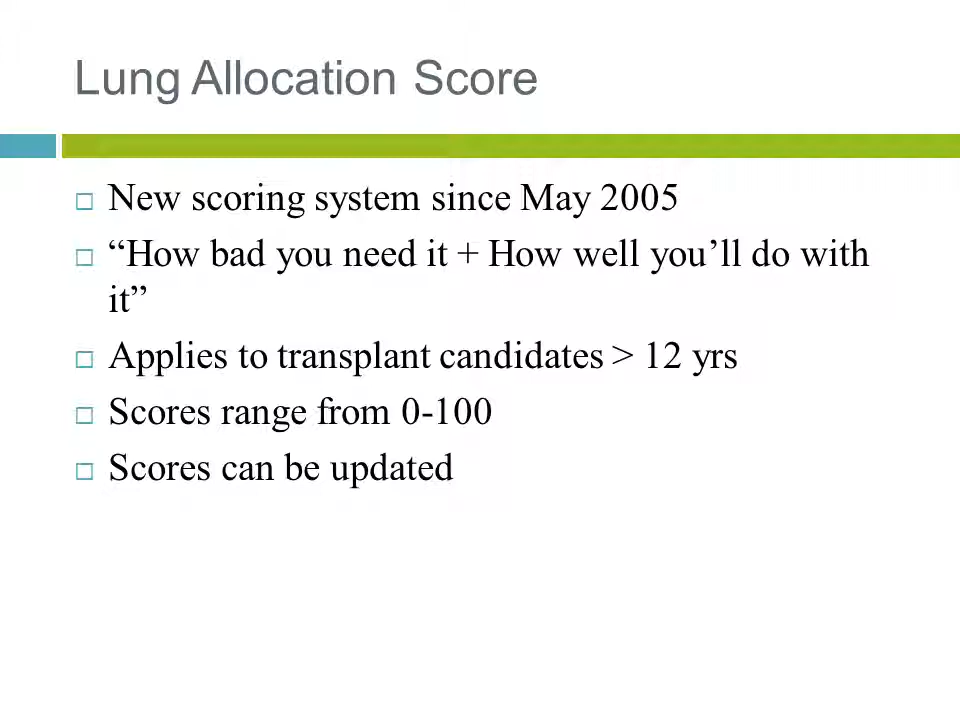 Lung Allocation Score
New scoring system since May 2005
“How bad you need it + How well you’ll do with
it”
Applies to transplant candidates > 12 yrs
Scores range from 0-100
Scores can be updated